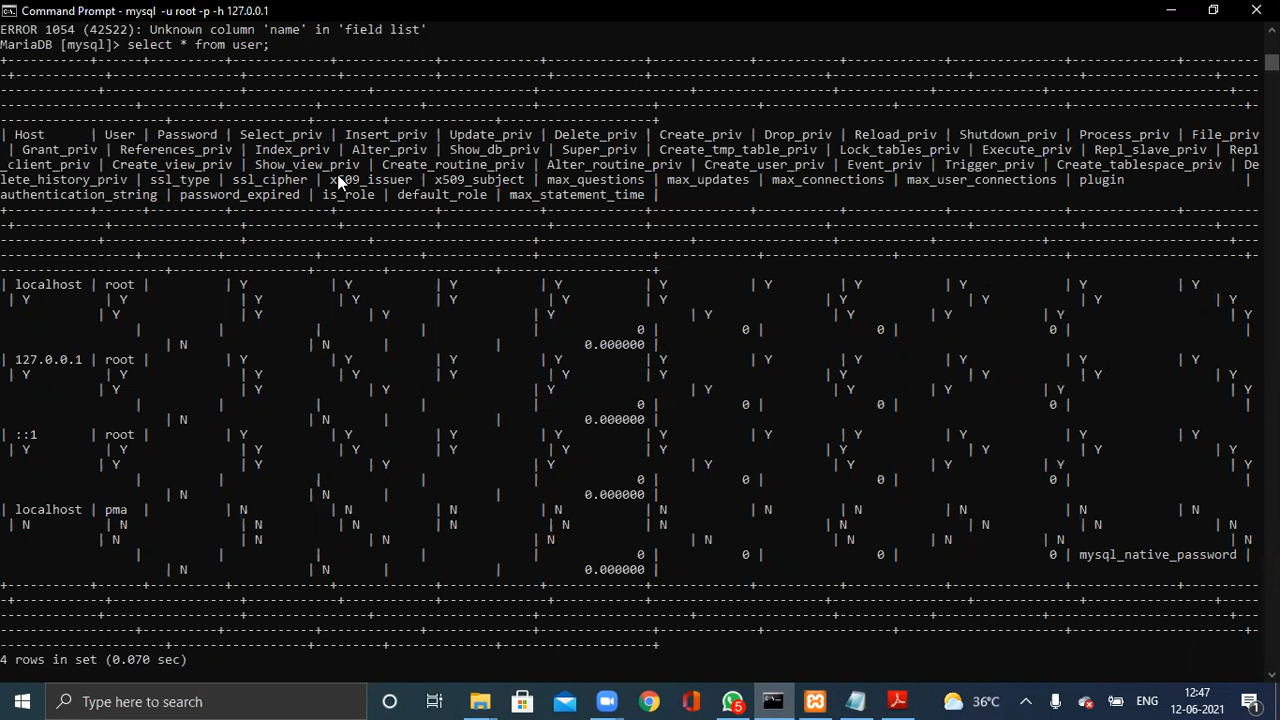 Command Prompt - mysql -u root -p -h 127.0.0.1
ERROR 1054 (42S22): Unknown column 'name' in 'field list'
MariaDB [mysql]> select * from user;
| Host | User | Password | Select_priv | Insert_priv | Update_priv | Delete_priv | Create_priv | Drop_priv | Reload_priv | Shutdown_priv | Process_priv | File_priv
| Grant_priv | References_priv | Index_priv | Alter_priv | Show_db_priv | Super_priv | Create_tmp_table_priv | Lock_tables_priv | Execute_priv | Repl_slave_priv | Repl
_client_priv | Create_view_priv | Show_view_priv | Create_routine_priv | Alter_routine_priv | Create_user_priv | Event_priv | Trigger_priv | Create_tablespace_priv | De
lete_history_priv | ssl_type | ssl_cipher | x509_issuer | x509_subject | max_questions | max_updates | max_connections | max_user_connections | plugin |
authentication_string | password_expired | is_role | default_role | max_statement_time |
| localhost | root | | Y | Y | Y | Y | Y | Y | Y | Y | Y | Y
| Y | Y | Y | Y | Y | Y | Y | Y | Y | Y | Y
| Y | Y | Y | Y | Y | Y | Y | Y
| | | | | 0 | 0 | 0 | 0 | |
| N | N | | 0.000000 |
| 127.0.0.1 | root | | Y | Y | Y | Y | Y | Y | Y | Y | Y | Y
| Y | Y | Y | Y | Y | Y | Y | Y | Y | Y | Y
| Y | Y | Y | Y | Y | Y | Y | Y
| | | | | 0 | 0 | 0 | 0 | |
| N | N | | 0.000000 |
| ::1 | root | | Y | Y | Y | Y | Y | Y | Y | Y | Y | Y
| Y | Y | Y | Y | Y | Y | Y | Y | Y | Y | Y
| Y | Y | Y | Y | Y | Y | Y | Y
| | | | | 0 | 0 | 0 | 0 | |
| N | N | | 0.000000 |
| localhost | pma | | N | N | N | N | N | N | N | N | N | N
| N | N | N | N | N | N | N | N | N | N | N
| N | N | N | N | N | N | N | N
| | | | | 0 | 0 | 0 | 0 | mysql_native_password |
| N | N | | 0.000000 |
4 rows in set (0.070 sec)
Type here to search
5
36°C
ENG
12:47
12-06-2021
1